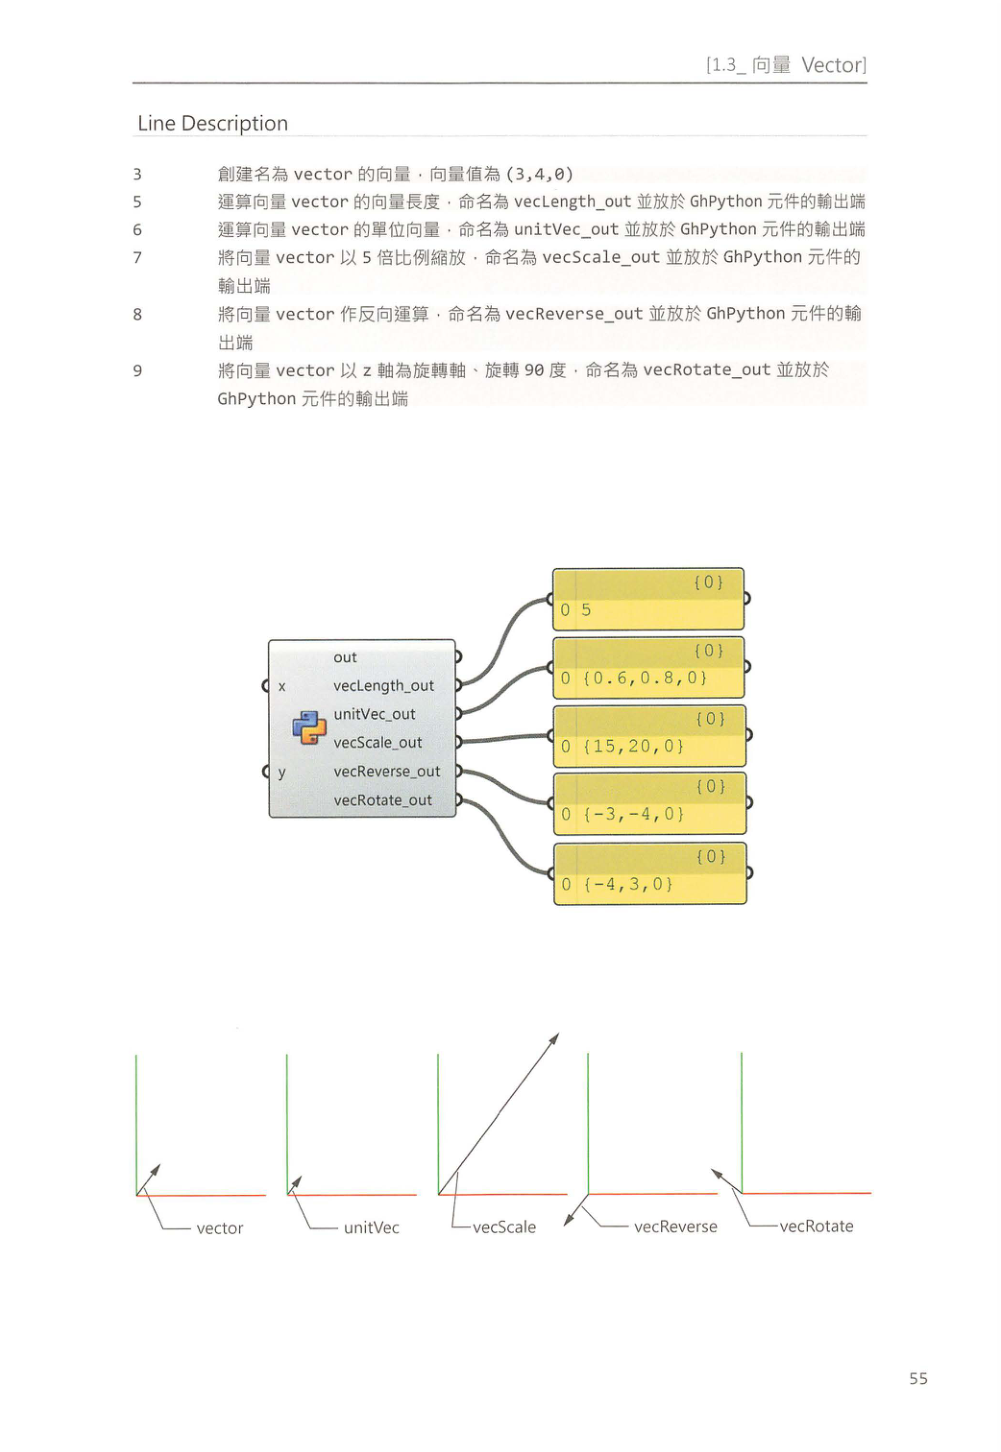 [1.3_ 向量 Vector]
Line Description
3 創建名為 vector 的向量，向量值為 (3,4,0)
5 運算向量 vector 的向量長度，命名為 vecLength_out 並放於 GhPython 元件的輸出端
6 運算向量 vector 的單位向量，命名為 unitVec_out 並放於 GhPython 元件的輸出端
7 將向量 vector 以 5 倍比例縮放，命名為 vecScale_out 並放於 GhPython 元件的
輸出端
8 將向量 vector 作反向運算，命名為 vecReverse_out 並放於 GhPython 元件的輸
出端
9 將向量 vector 以 z 軸為旋轉軸、旋轉 90 度，命名為 vecRotate_out 並放於
GhPython 元件的輸出端
x
y
out
vecLength_out
unitVec_out
vecScale_out
vecReverse_out
vecRotate_out
{0}
0 5
{0}
0 {0.6,0.8,0}
{0}
0 {15,20,0}
{0}
0 {-3,-4,0}
{0}
0 {-4,3,0}
vector
unitVec
vecScale
vecReverse
vecRotate
55